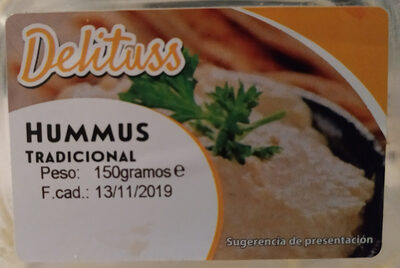 Delituss
HUMMUS
TRADICIONAL
Peso: 150gramos ℮
F.cad.: 13/11/2019
Sugerencia de presentación